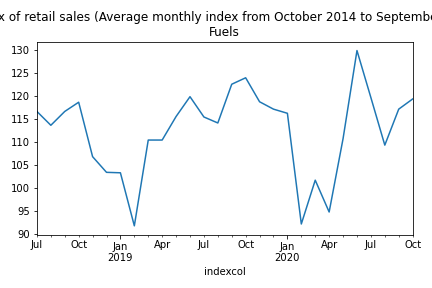 of retail sales (Average monthly index from October 2014 to
Fuels
130
125
120
115
110
105
100
95
90
Jul Oct Jan Apr Jul Oct Jan Apr Jul Oct
2019 2020
indexcol